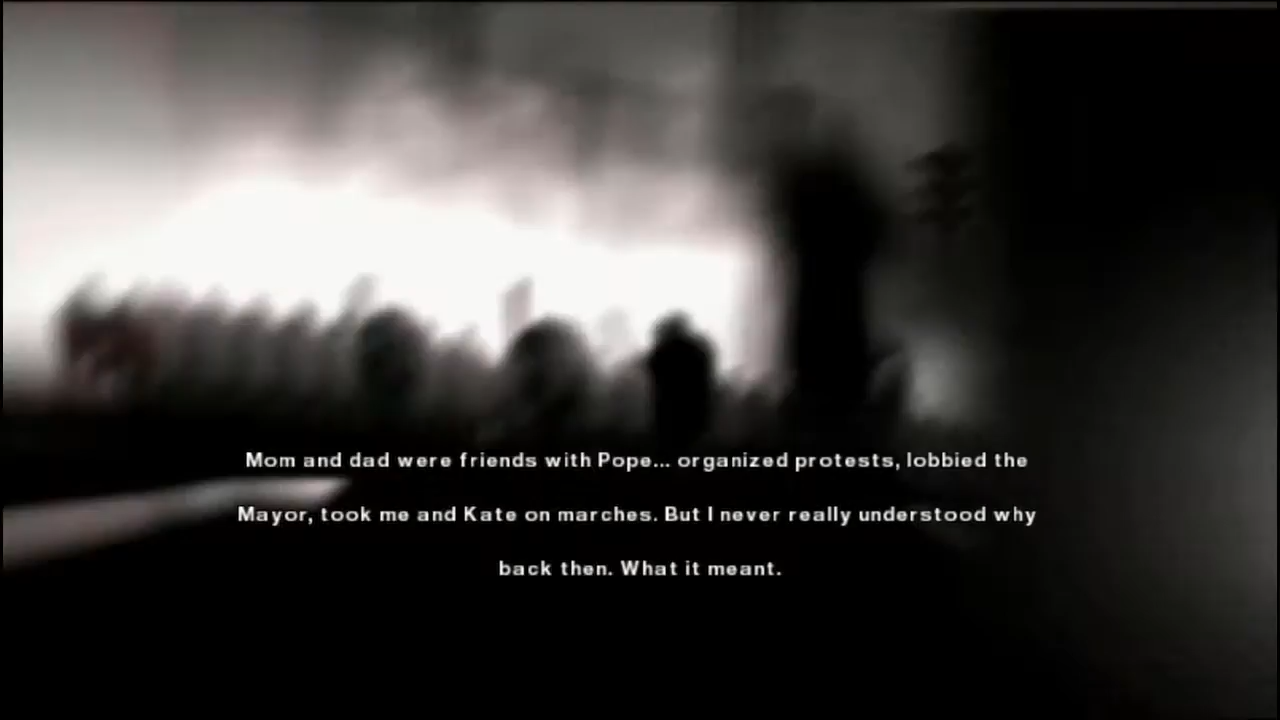 Mom and dad were friends with Pope... organized protests, lobbied the
Mayor, took me and Kate on marches. But I never really understood why
back then. What it meant.